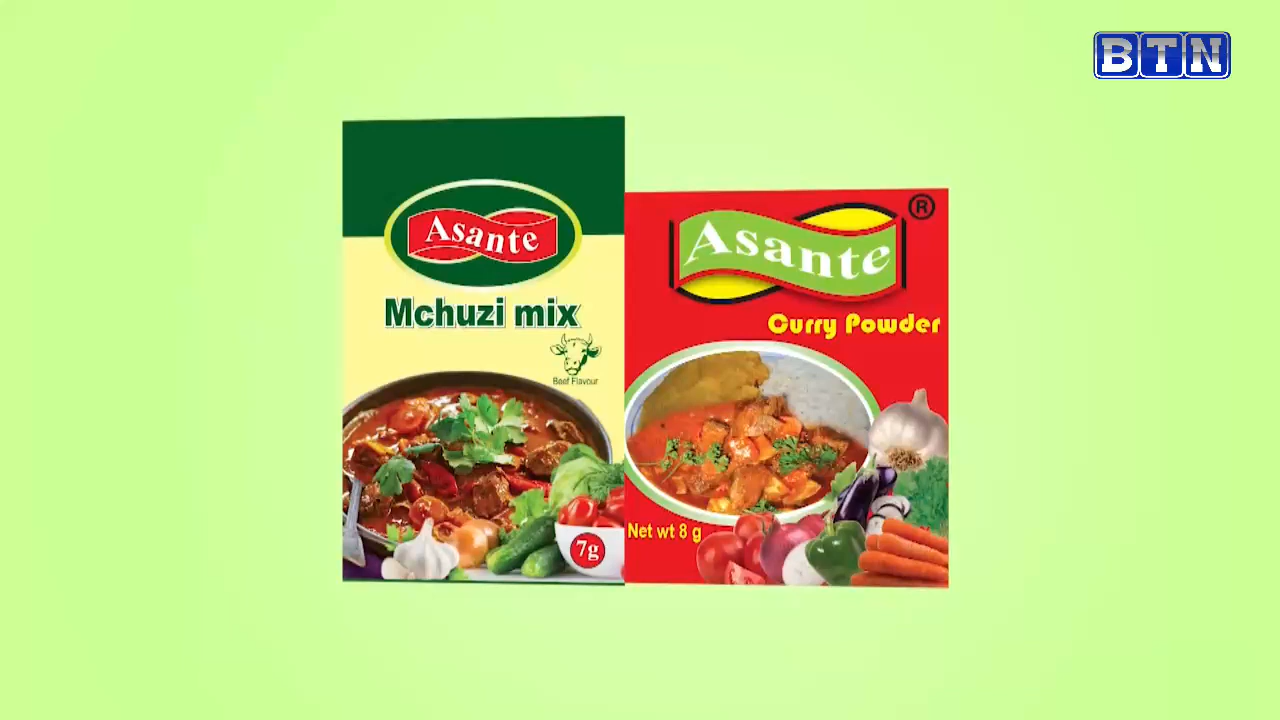 BTN
Asante
Mchuzi mix
Beef Flavour
7g
Asante
®
Curry Powder
Net wt 8 g